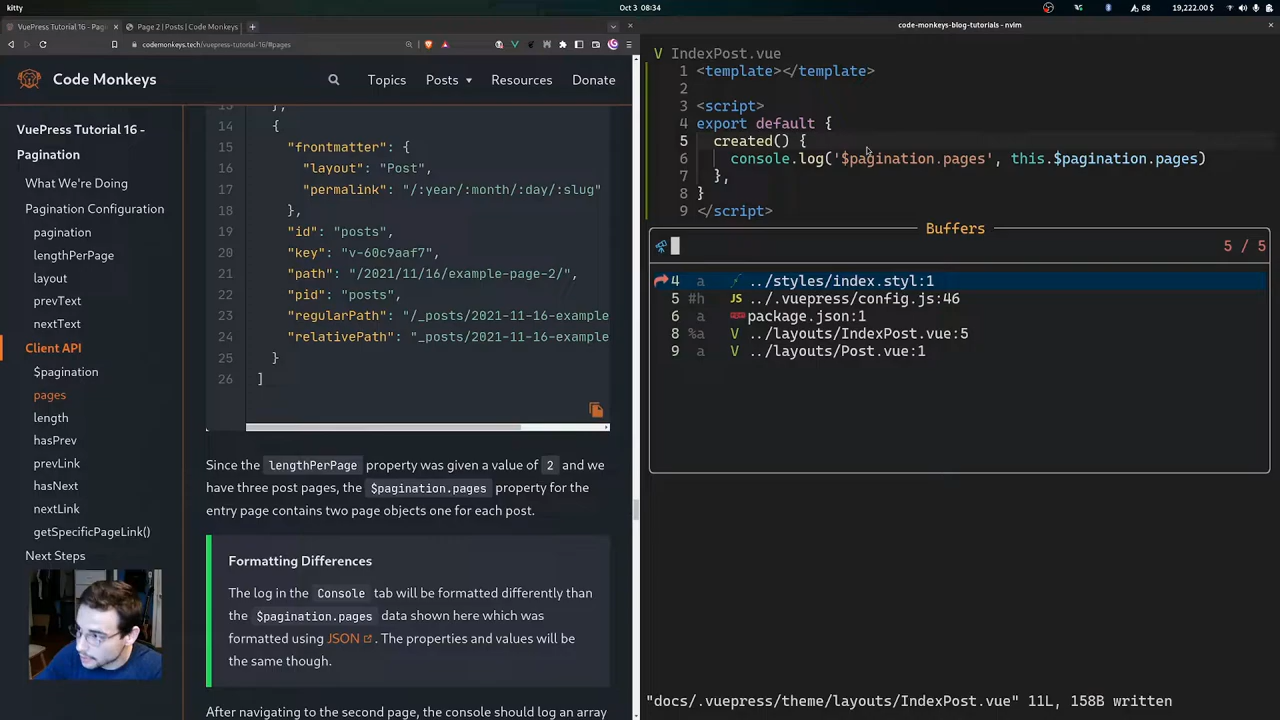 kitty
Oct 3 08:34
68
19,222.00 $
VuePress Tutorial 16 - Pagi
Page 2 | Posts | Code Monkeys
codemonkeys.tech/vuepress-tutorial-16/#pages
Code Monkeys
Topics
Posts
Resources
Donate
VuePress Tutorial 16 -
Pagination
What We're Doing
Pagination Configuration
pagination
lengthPerPage
layout
prevText
nextText
Client API
$pagination
pages
length
hasPrev
prevLink
hasNext
nextLink
getSpecificPageLink()
Next Steps
13 },
14 {
15 "frontmatter": {
16 "layout": "Post",
17 "permalink": "/:year/:month/:day/:slug"
18 },
19 "id": "posts",
20 "key": "v-60c9aaf7",
21 "path": "/2021/11/16/example-page-2/",
22 "pid": "posts",
23 "regularPath": "/_posts/2021-11-16-example
24 "relativePath": "_posts/2021-11-16-example
25 }
26 ]
Since the lengthPerPage property was given a value of 2 and we
have three post pages, the $pagination.pages property for the
entry page contains two page objects one for each post.
Formatting Differences
The log in the Console tab will be formatted differently than
the $pagination.pages data shown here which was
formatted using JSON. The properties and values will be
the same though.
After navigating to the second page, the console should log an array
code-monkeys-blog-tutorials - nvim
IndexPost.vue
1 <template></template>
2
3 <script>
4 export default {
5 created() {
6 console.log('$pagination.pages', this.$pagination.pages)
7 },
8 }
9 </script>
Buffers
5 / 5
4 a ../styles/index.styl:1
5 #h JS ../.vuepress/config.js:46
6 a package.json:1
8 %a V ../layouts/IndexPost.vue:5
9 a V ../layouts/Post.vue:1
"docs/.vuepress/theme/layouts/IndexPost.vue" 11L, 158B written